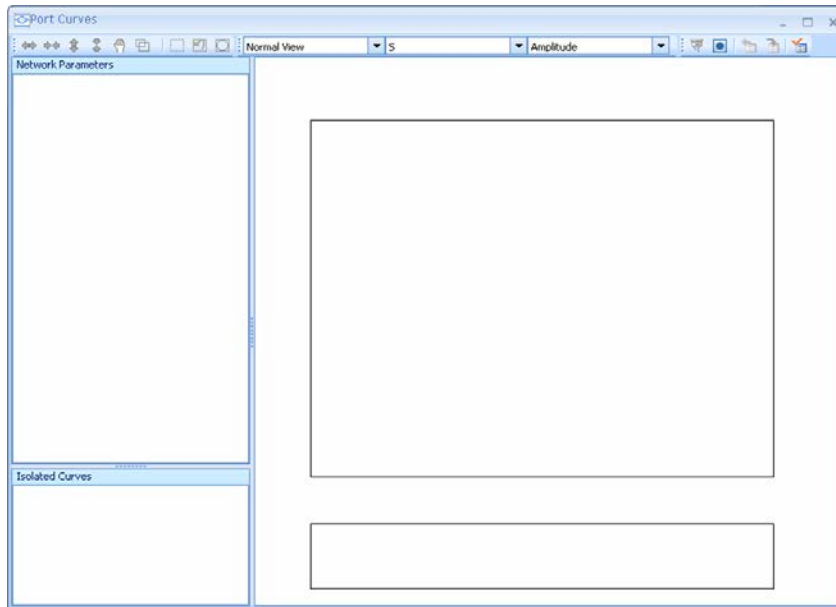 Port Curves
Normal View S Amplitude
Network Parameters
Isolated Curves